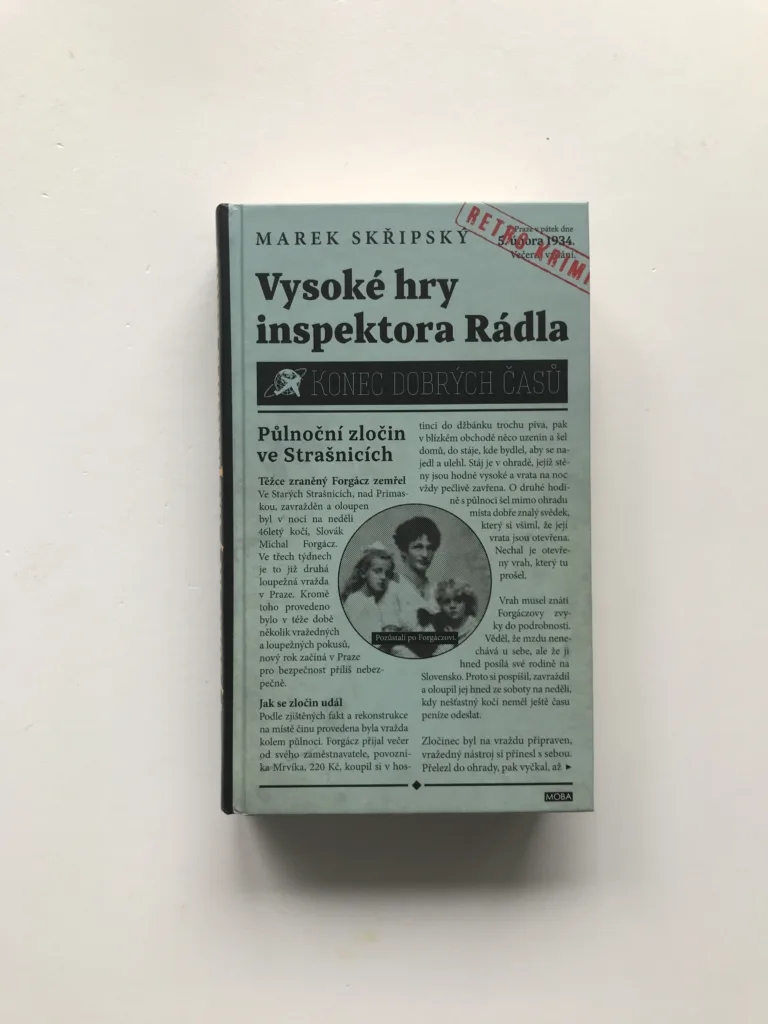 MAREK SKŘIPSKÝ
RETRO KRIMI
V Praze v pátek dne
5. února 1934.
Večerní vydání.
Vysoké hry
inspektora Rádla
KONEC DOBRÝCH ČASŮ
Půlnoční zločin
ve Strašnicích
Těžce zraněný Forgácz zemřel
Ve Starých Strašnicích, nad Primas-
kou, zavražděn a oloupen
byl v noci na neděli
46letý kočí, Slovák
Michal Forgácz.
Ve třech týdnech
je to již druhá
loupežná vražda
v Praze. Kromě
toho provedeno
bylo v téže době
několik vražedných
a loupežných pokusů,
nový rok začíná v Praze
pro bezpečnost příliš nebez-
pečně.
Jak se zločin udál
Podle zjištěných fakt a rekonstrukce
na místě činu provedena byla vražda
kolem půlnoci. Forgácz přijal večer
od svého zaměstnavatele, povozní-
ka Mrvíka, 220 Kč, koupil si v hos-
tinci do džbánku trochu piva, pak
v blízkém obchodě něco uzenin a šel
domů, do stáje, kde bydlel, aby se na-
jedl a ulehl. Stáj je v ohradě, jejíž stě-
ny jsou hodně vysoké a vrata na noc
vždy pečlivě zavřena. O druhé hodi-
ně s půlnoci šel mimo ohradu
místa dobře znalý svědek,
který si všiml, že její
vrata jsou otevřena.
Nechal je otevře-
ny vrah, který tu
prošel.
Vrah musel znáti
Forgáczovy zvy-
ky do podrobností.
Věděl, že mzdu nene-
chává u sebe, ale že ji
hned posílá své rodině na
Slovensko. Proto si pospíšil, zavraždil
a oloupil jej hned ze soboty na neděli,
kdy nešťastný kočí neměl ještě času
peníze odeslat.
Zločinec byl na vraždu připraven,
vražedný nástroj si přinesl s sebou.
Přelezl do ohrady, pak vyčkal, až ►
Pozůstalí po Forgáczovi.
MOBA